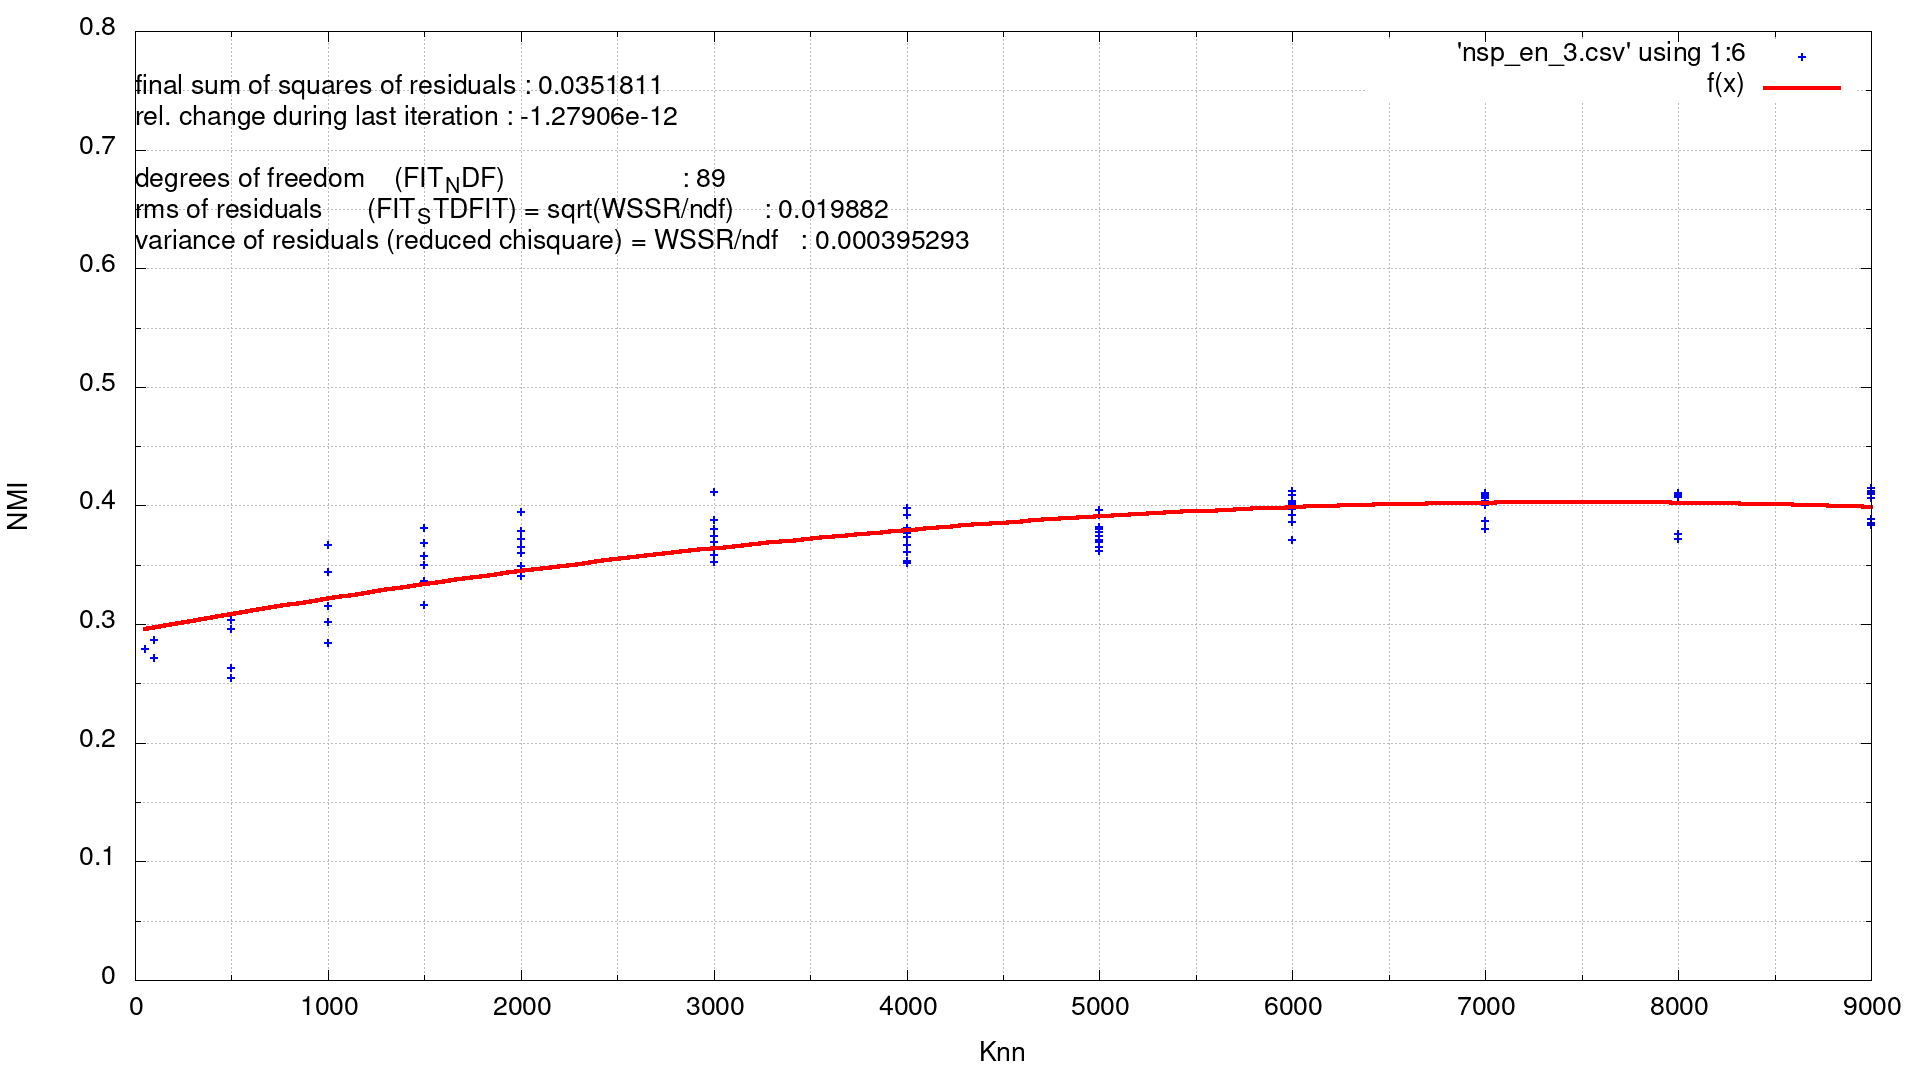 'nsp_en_3.csv' using 1:6
f(x)
final sum of squares of residuals : 0.0351811
rel. change during last iteration : -1.27906e-12
degrees of freedom    (FIT_NDF)                        : 89
rms of residuals      (FIT_STDFIT) = sqrt(WSSR/ndf)    : 0.019882
variance of residuals (reduced chisquare) = WSSR/ndf   : 0.000395293
0.8
0.7
0.6
0.5
0.4
0.3
0.2
0.1
0
NMI
0 1000 2000 3000 4000 5000 6000 7000 8000 9000
Knn